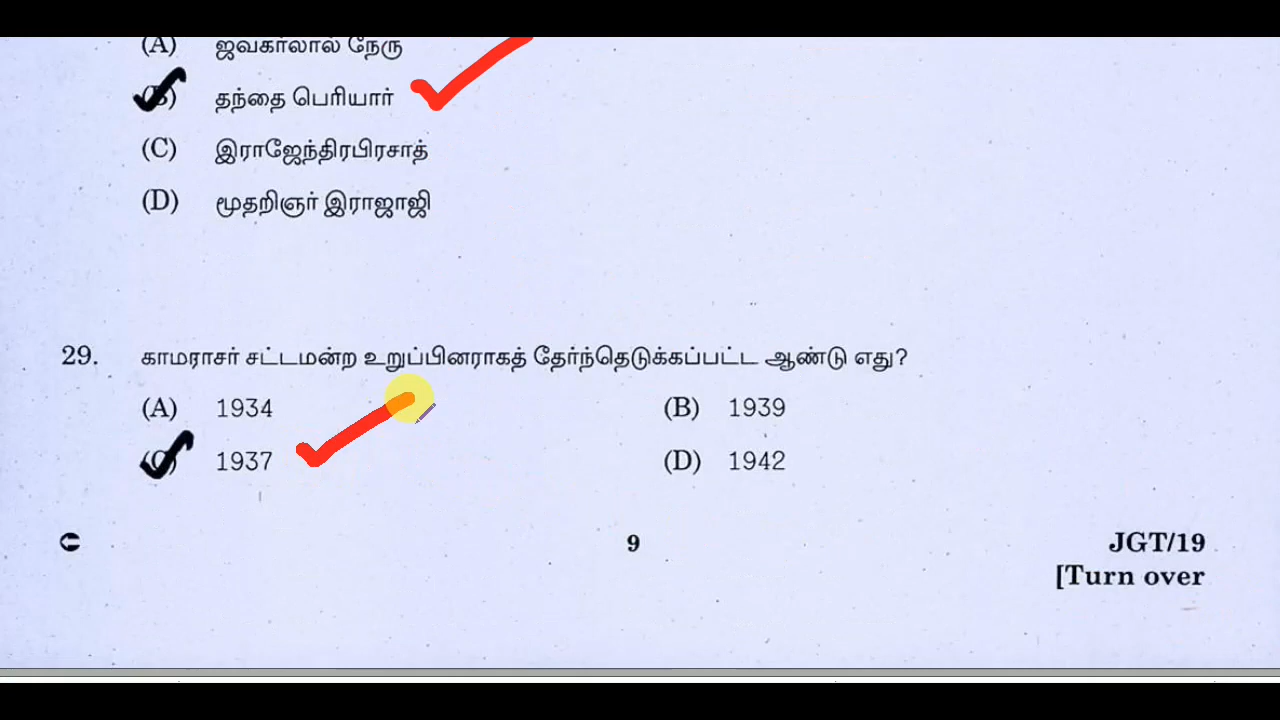 (A) ஜவகர்லால் நேரு
(B) தந்தை பெரியார்
(C) இராஜேந்திரபிரசாத்
(D) மூதறிஞர் இராஜாஜி
29. காமராசர் சட்டமன்ற உறுப்பினராகத் தேர்ந்தெடுக்கப்பட்ட ஆண்டு எது?
(A) 1934 (B) 1939
(C) 1937 (D) 1942
9 JGT/19
[Turn over